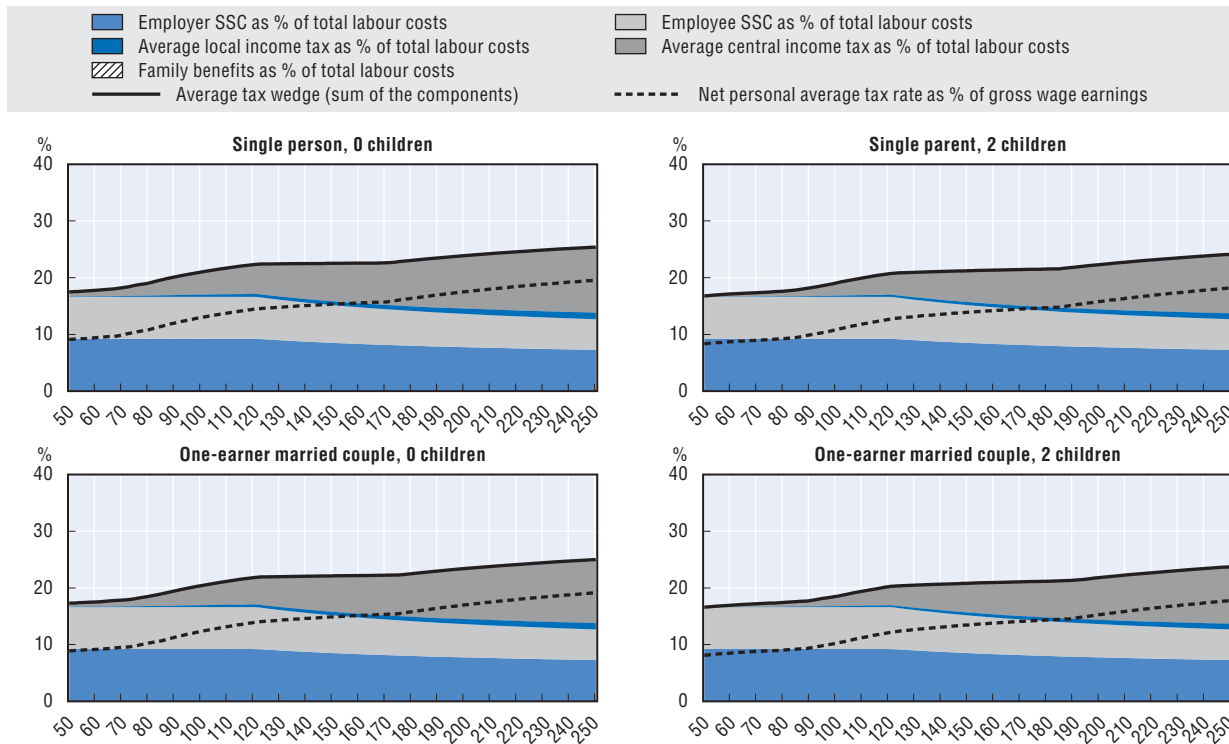 Employer SSC as % of total labour costs Employee SSC as % of total labour costs
Average local income tax as % of total labour costs Average central income tax as % of total labour costs
Family benefits as % of total labour costs
Average tax wedge (sum of the components) Net personal average tax rate as % of gross wage earnings
% Single person, 0 children
40
30
20
10
0
50 60 70 80 90 100 110 120 130 140 150 160 170 180 190 200 210 220 230 240 250
% Single parent, 2 children
40
30
20
10
0
50 60 70 80 90 100 110 120 130 140 150 160 170 180 190 200 210 220 230 240 250
% One-earner married couple, 0 children
40
30
20
10
0
50 60 70 80 90 100 110 120 130 140 150 160 170 180 190 200 210 220 230 240 250
% One-earner married couple, 2 children
40
30
20
10
0
50 60 70 80 90 100 110 120 130 140 150 160 170 180 190 200 210 220 230 240 250